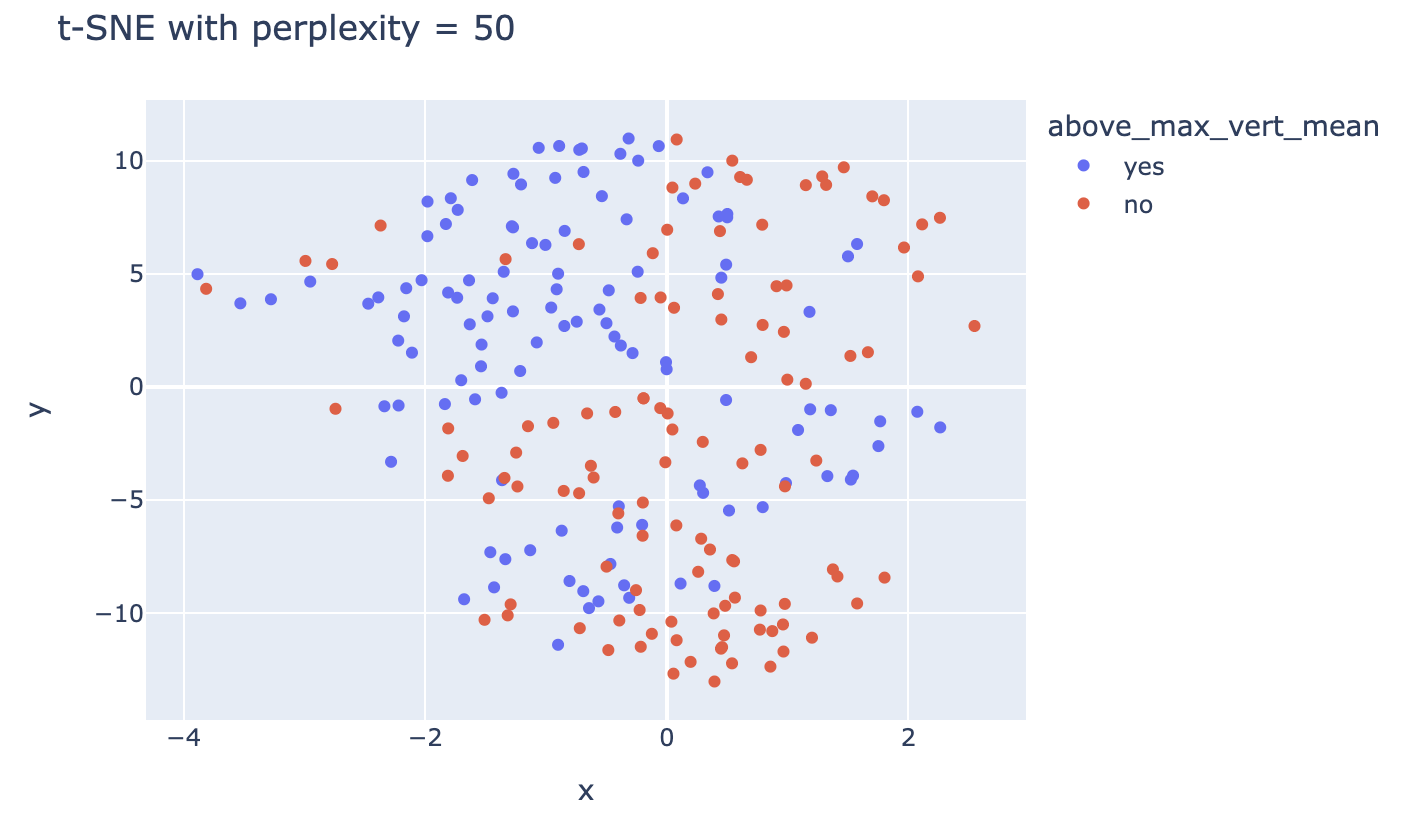 t-SNE with perplexity = 50
above_max_vert_mean
yes
no
10
5
0
−5
−10
y
−4
−2
0
2
x